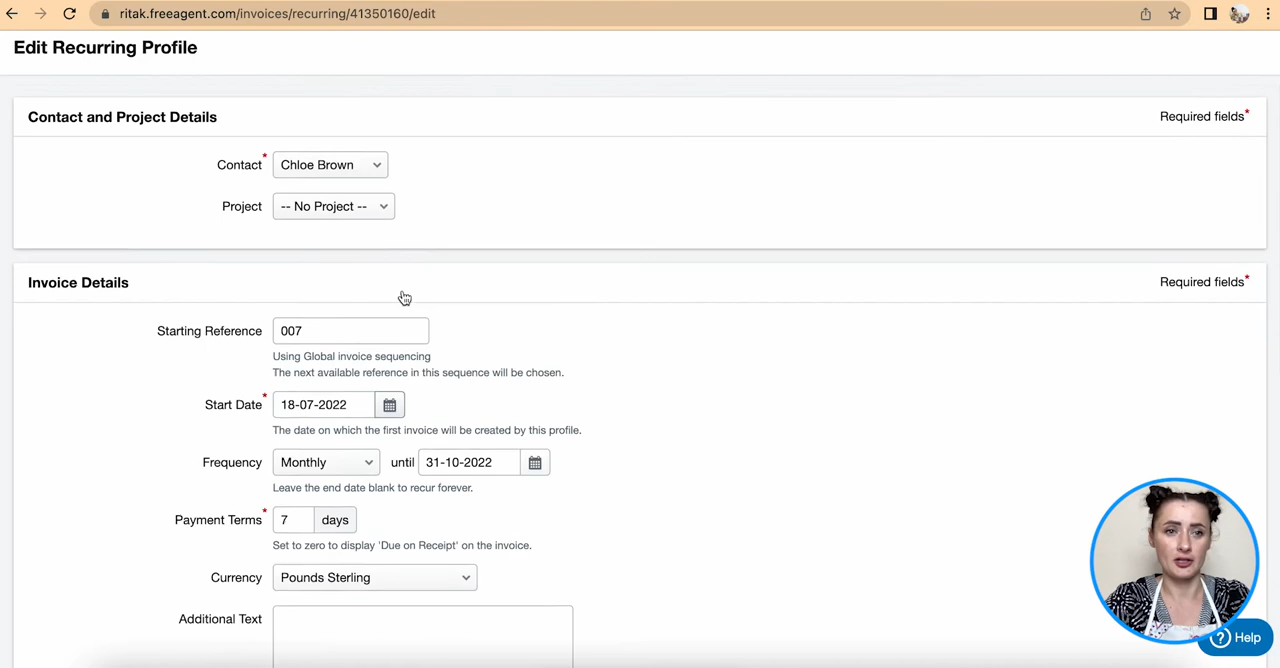 ritak.freeagent.com/invoices/recurring/41350160/edit
Edit Recurring Profile
Contact and Project Details
Required fields*
Contact* Chloe Brown
Project -- No Project --
Invoice Details
Required fields*
Starting Reference 007
Using Global invoice sequencing
The next available reference in this sequence will be chosen.
Start Date* 18-07-2022
The date on which the first invoice will be created by this profile.
Frequency Monthly until 31-10-2022
Leave the end date blank to recur forever.
Payment Terms* 7 days
Set to zero to display 'Due on Receipt' on the invoice.
Currency Pounds Sterling
Additional Text
? Help